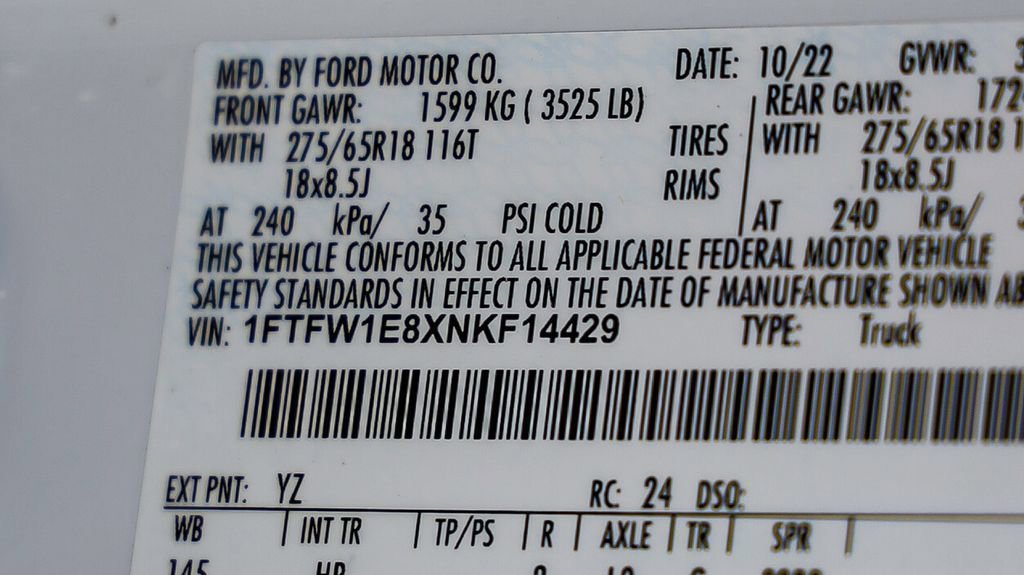 MFD. BY FORD MOTOR CO. DATE: 10/22 GVWR:
FRONT GAWR: 1599 KG ( 3525 LB) REAR GAWR:
WITH 275/65R18 116T TIRES WITH 275/65R18
18x8.5J RIMS 18x8.5J
AT 240 kPa/ 35 PSI COLD AT 240 kPa/
THIS VEHICLE CONFORMS TO ALL APPLICABLE FEDERAL MOTOR VEHICLE
SAFETY STANDARDS IN EFFECT ON THE DATE OF MANUFACTURE SHOWN
VIN: 1FTFW1E8XNKF14429 TYPE: Truck
EXT PNT: YZ RC: 24 DSO:
WB INT TR TP/PS R AXLE TR SPR
145